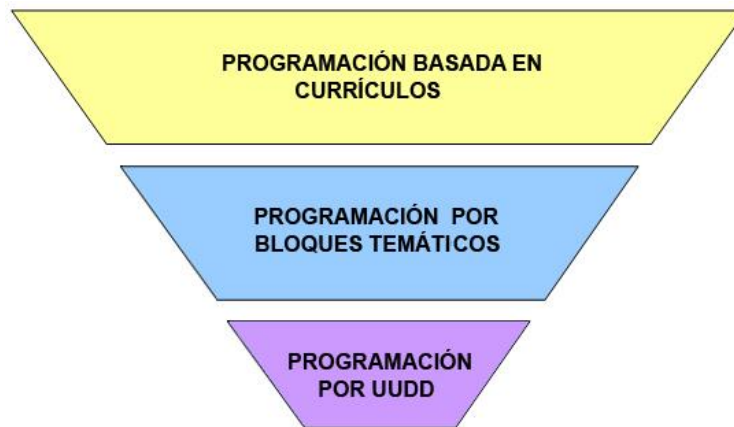 PROGRAMACIÓN BASADA EN
CURRÍCULOS
PROGRAMACIÓN POR
BLOQUES TEMÁTICOS
PROGRAMACIÓN
POR UUDD